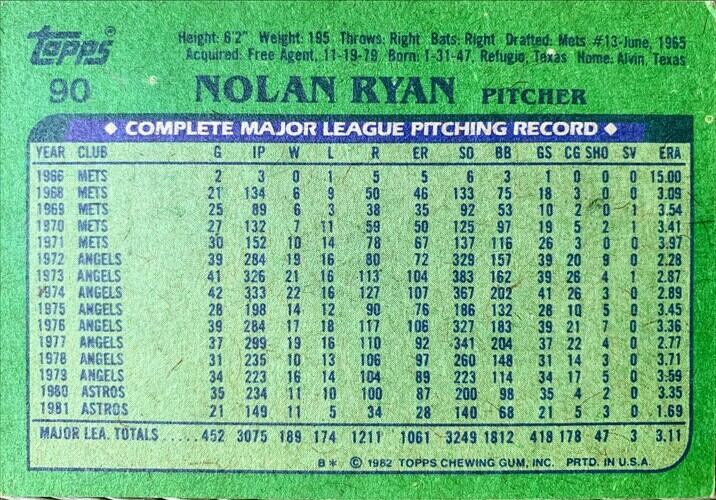 topps®
Height: 6'2" Weight: 195 Throws: Right Bats: Right Drafted: Mets #13-June, 1965
Acquired: Free Agent, 11-19-79 Born: 1-31-47, Refugio, Texas Home: Alvin, Texas
90 NOLAN RYAN PITCHER
◆ COMPLETE MAJOR LEAGUE PITCHING RECORD ◆
YEAR CLUB G IP W L R ER SO BB GS CG SHO SV ERA
1966 METS 2 3 0 1 5 5 6 3 1 0 0 0 15.00
1968 METS 21 134 6 9 50 46 133 75 18 3 0 0 3.09
1969 METS 25 89 6 3 38 35 92 53 10 2 0 1 3.54
1970 METS 27 132 7 11 59 50 125 97 19 5 2 1 3.41
1971 METS 30 152 10 14 78 67 137 116 26 3 0 0 3.97
1972 ANGELS 39 284 19 16 80 72 329 157 39 20 9 0 2.28
1973 ANGELS 41 326 21 16 113 104 383 162 39 26 4 1 2.87
1974 ANGELS 42 333 22 16 127 107 367 202 41 26 3 0 2.89
1975 ANGELS 28 198 14 12 90 76 186 132 28 10 5 0 3.45
1976 ANGELS 39 284 17 18 117 106 327 183 39 21 7 0 3.36
1977 ANGELS 37 299 19 16 110 92 341 204 37 22 4 0 2.77
1978 ANGELS 31 235 10 13 106 97 260 148 31 14 3 0 3.71
1979 ANGELS 34 223 16 14 104 89 223 114 34 17 5 0 3.59
1980 ASTROS 35 234 11 10 100 87 200 98 35 4 2 0 3.35
1981 ASTROS 21 149 11 5 34 28 140 68 21 5 3 0 1.69
MAJOR LEA. TOTALS ..... 452 3075 189 174 1211 1061 3249 1812 418 178 47 3 3.11
B* © 1982 TOPPS CHEWING GUM, INC. PRTD. IN U.S.A.